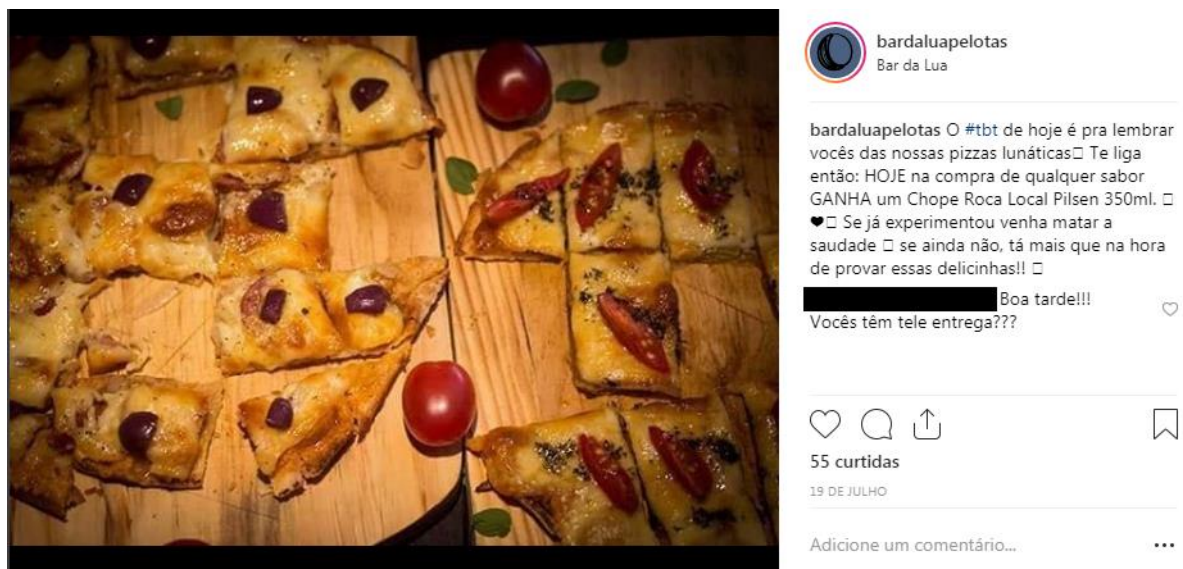 bardaluapelotas
Bar da Lua
bardaluapelotas O #tbt de hoje é pra lembrar
vocês das nossas pizzas lunáticas Te liga
então: HOJE na compra de qualquer sabor
GANHA um Chope Roca Local Pilsen 350ml.
❤ Se já experimentou venha matar a
saudade se ainda não, tá mais que na hora
de provar essas delicinhas!!
Boa tarde!!!
Vocês têm tele entrega???
55 curtidas
19 DE JULHO
Adicione um comentário...